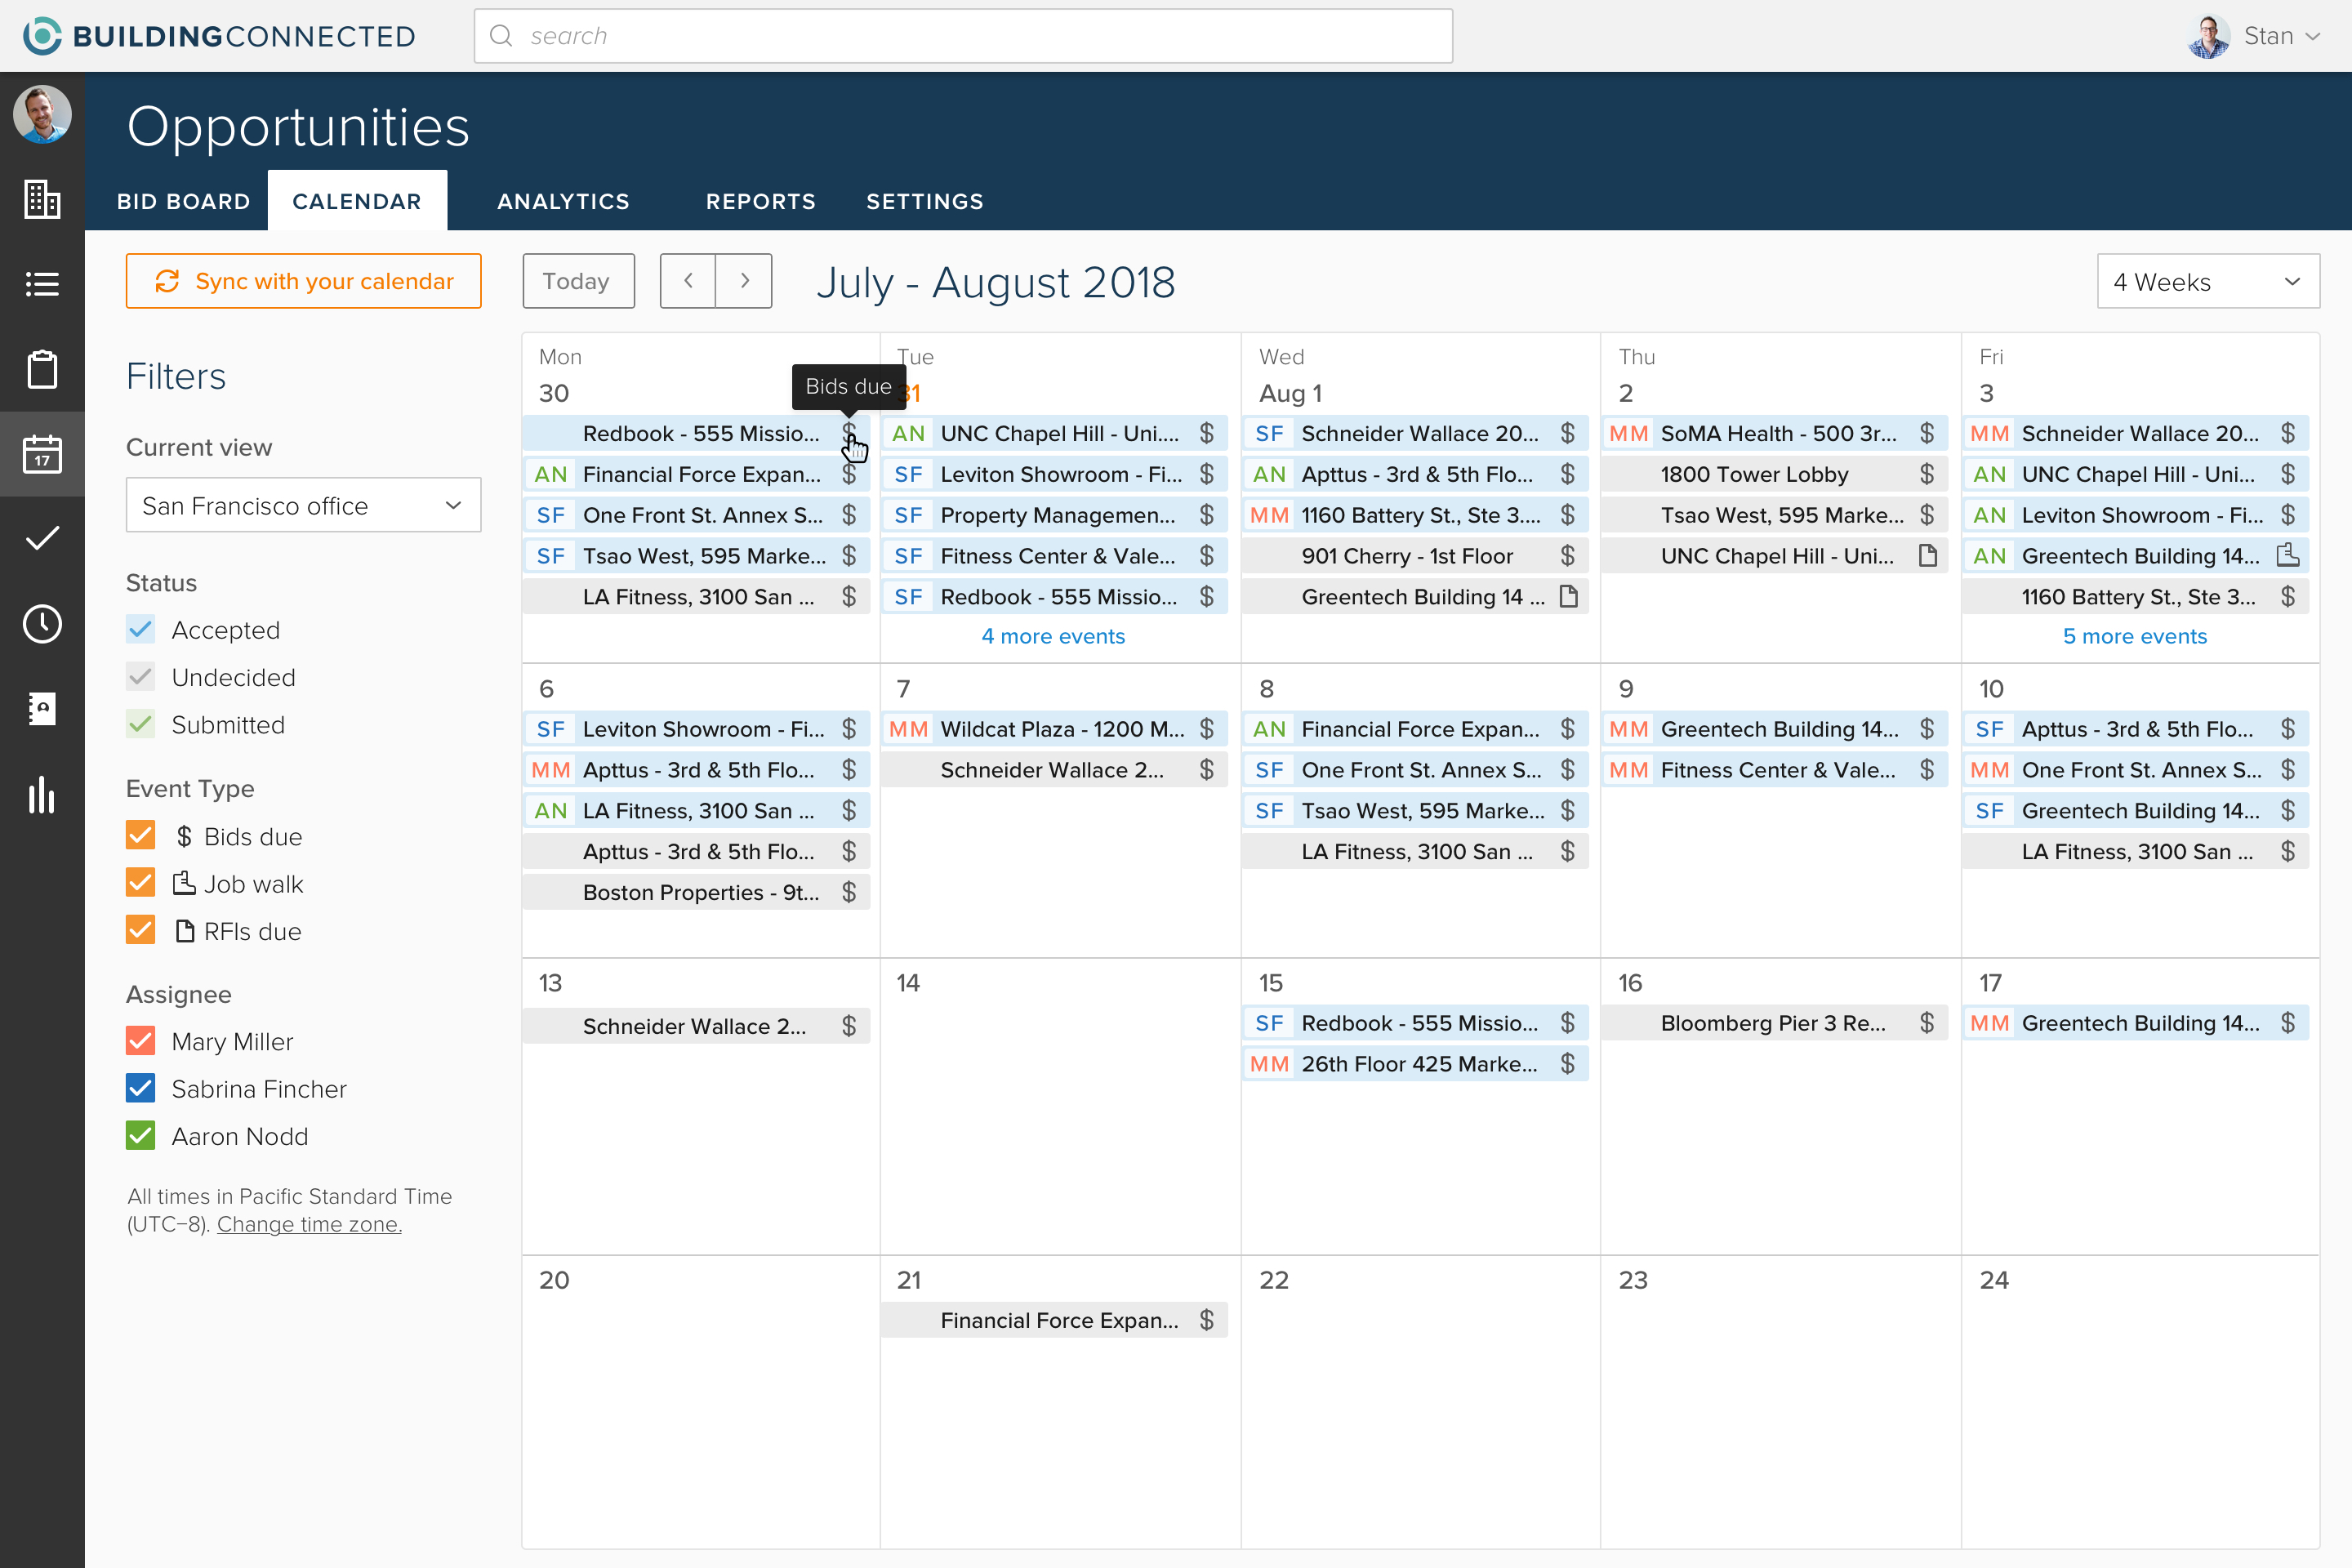 BUILDINGCONNECTED
search
Stan
Opportunities
BID BOARD
CALENDAR
ANALYTICS
REPORTS
SETTINGS
Sync with your calendar
Today
July - August 2018
4 Weeks
Filters
Current view
San Francisco office
Status
Accepted
Undecided
Submitted
Event Type
$ Bids due
Job walk
RFIs due
Assignee
Mary Miller
Sabrina Fincher
Aaron Nodd
All times in Pacific Standard Time
(UTC−8). Change time zone.
17
Mon
30
Bids due
Redbook - 555 Missio... $
AN Financial Force Expan... $
SF One Front St. Annex S... $
SF Tsao West, 595 Marke... $
LA Fitness, 3100 San ... $
Tue
31
AN UNC Chapel Hill - Uni.... $
SF Leviton Showroom - Fi... $
SF Property Managemen... $
SF Fitness Center & Vale... $
SF Redbook - 555 Missio... $
4 more events
Wed
Aug 1
SF Schneider Wallace 20... $
AN Apttus - 3rd & 5th Flo... $
MM 1160 Battery St., Ste 3.... $
901 Cherry - 1st Floor $
Greentech Building 14 ...
Thu
2
MM SoMA Health - 500 3r... $
1800 Tower Lobby $
Tsao West, 595 Marke... $
UNC Chapel Hill - Uni...
Fri
3
MM Schneider Wallace 20... $
AN UNC Chapel Hill - Uni... $
AN Leviton Showroom - Fi... $
AN Greentech Building 14...
1160 Battery St., Ste 3... $
5 more events
6
SF Leviton Showroom - Fi... $
MM Apttus - 3rd & 5th Flo... $
AN LA Fitness, 3100 San ... $
Apttus - 3rd & 5th Flo... $
Boston Properties - 9t... $
7
MM Wildcat Plaza - 1200 M... $
Schneider Wallace 2... $
8
AN Financial Force Expan... $
SF One Front St. Annex S... $
SF Tsao West, 595 Marke... $
LA Fitness, 3100 San ... $
9
MM Greentech Building 14... $
MM Fitness Center & Vale... $
10
SF Apttus - 3rd & 5th Flo... $
MM One Front St. Annex S... $
SF Greentech Building 14... $
LA Fitness, 3100 San ... $
13
Schneider Wallace 2... $
14
15
SF Redbook - 555 Missio... $
MM 26th Floor 425 Marke... $
16
Bloomberg Pier 3 Re... $
17
MM Greentech Building 14... $
20
21
Financial Force Expan... $
22
23
24